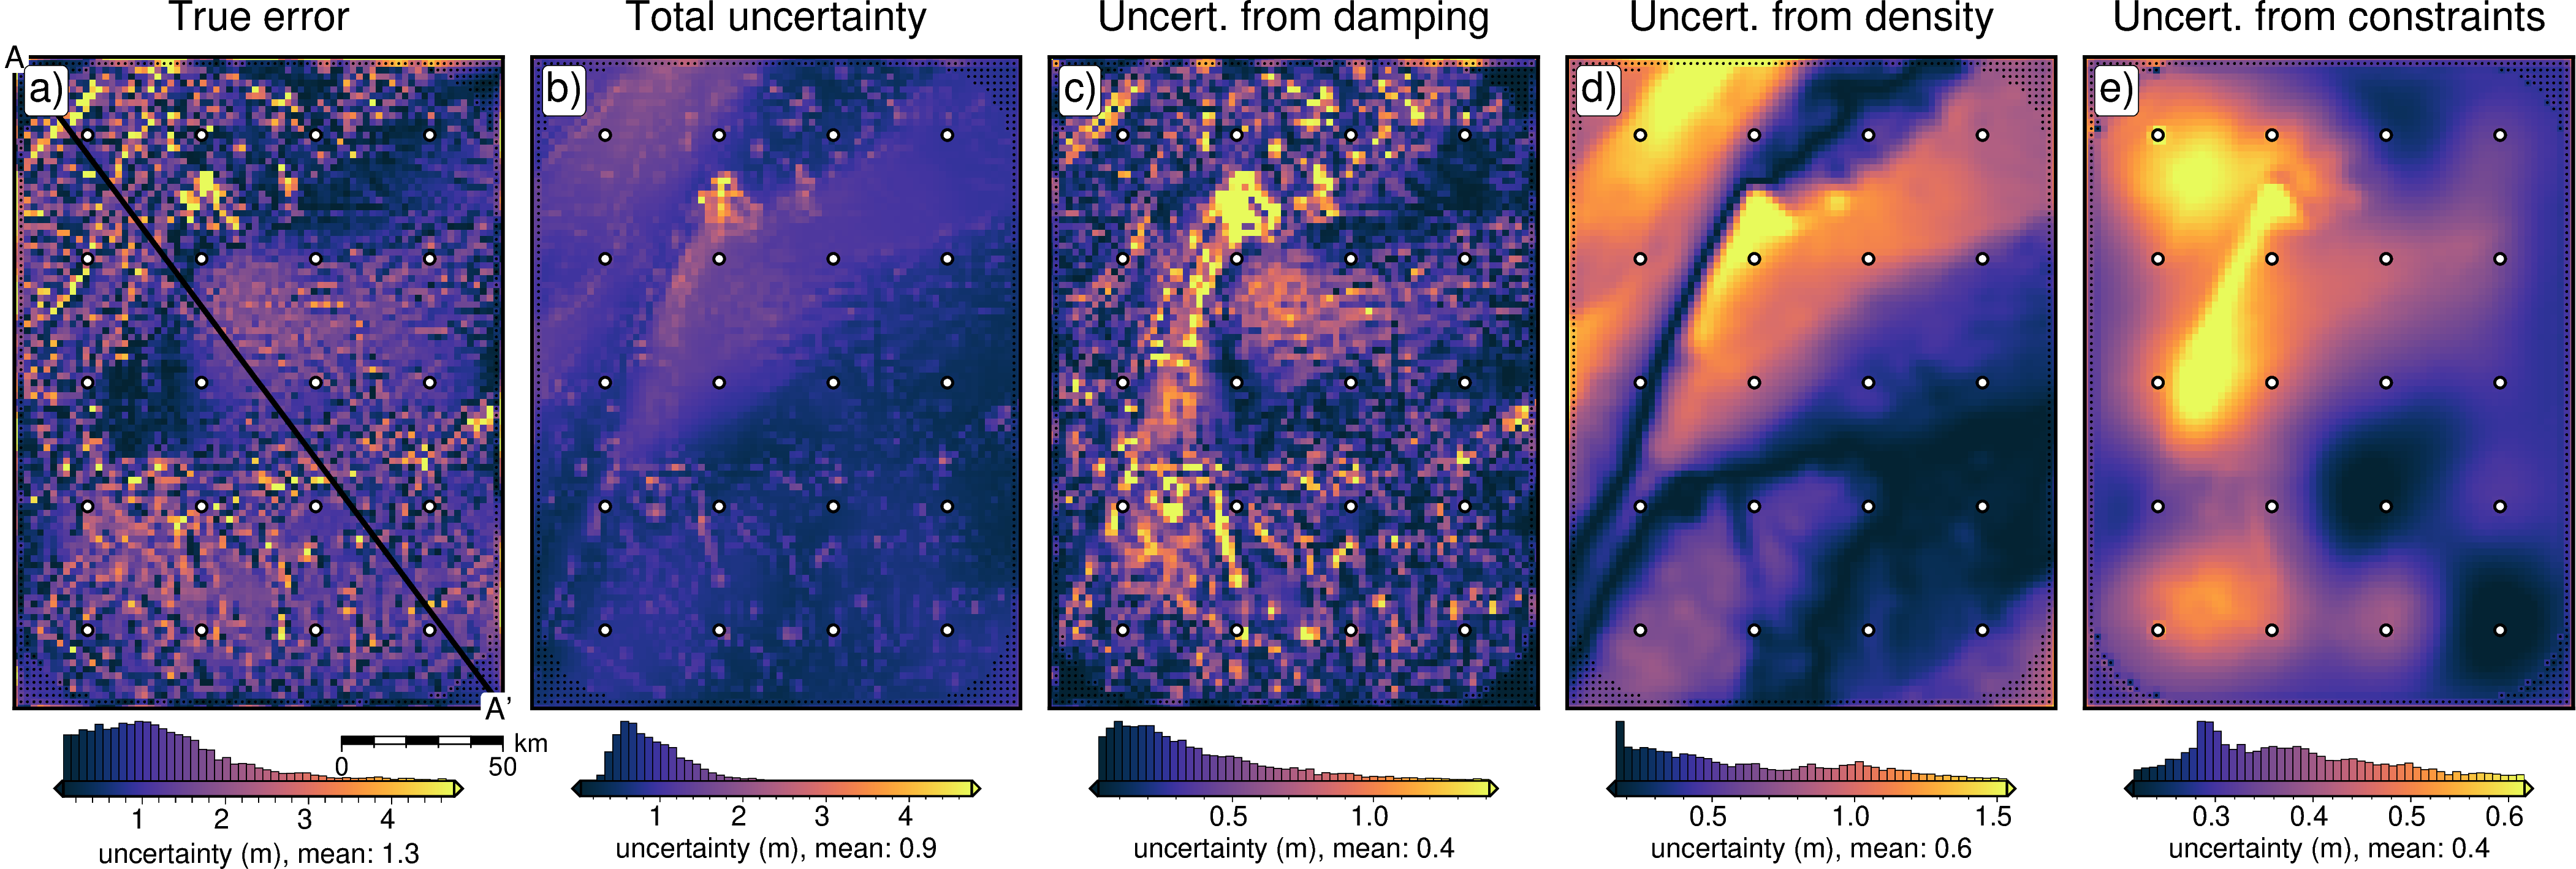 True error
Total uncertainty
Uncert. from damping
Uncert. from density
Uncert. from constraints
A
a)
b)
c)
d)
e)
A'
km
0 50
1 2 3 4
1 2 3 4
0.5 1.0
0.5 1.0 1.5
0.3 0.4 0.5 0.6
uncertainty (m), mean: 1.3
uncertainty (m), mean: 0.9
uncertainty (m), mean: 0.4
uncertainty (m), mean: 0.6
uncertainty (m), mean: 0.4